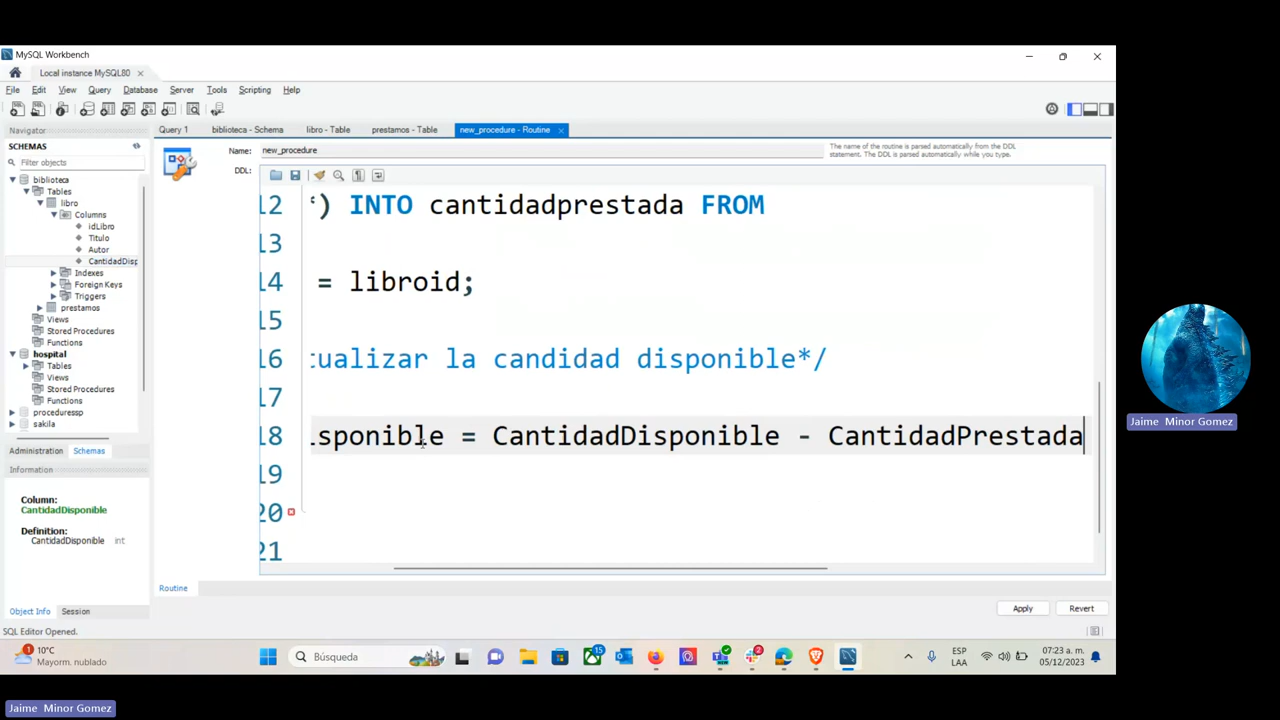 MySQL Workbench
Local instance MySQL80
File Edit View Query Database Server Tools Scripting Help
Navigator
SCHEMAS
Filter objects
biblioteca
Tables
libro
Columns
idLibro
Titulo
Autor
CantidadDisp
Indexes
Foreign Keys
Triggers
prestamos
Views
Stored Procedures
Functions
hospital
Tables
Views
Stored Procedures
Functions
proceduressp
sakila
Administration Schemas
Information
Column:
CantidadDisponible
Definition:
CantidadDisponible int
Object Info Session
SQL Editor Opened.
Query 1 biblioteca - Schema libro - Table prestamos - Table new_procedure - Routine
Name: new_procedure
The name of the routine is parsed automatically from the DDL
statement. The DDL is parsed automatically while you type.
DDL:
12 ) INTO cantidadprestada FROM
13
14 = libroid;
15
16 tualizar la candidad disponible*/
17
18 isponible = CantidadDisponible - CantidadPrestada
19
20
21
Routine
Apply Revert
1
10°C
Mayorm. nublado
Búsqueda
15
2
ESP
LAA
07:23 a. m.
05/12/2023
Jaime Minor Gomez
Jaime Minor Gomez